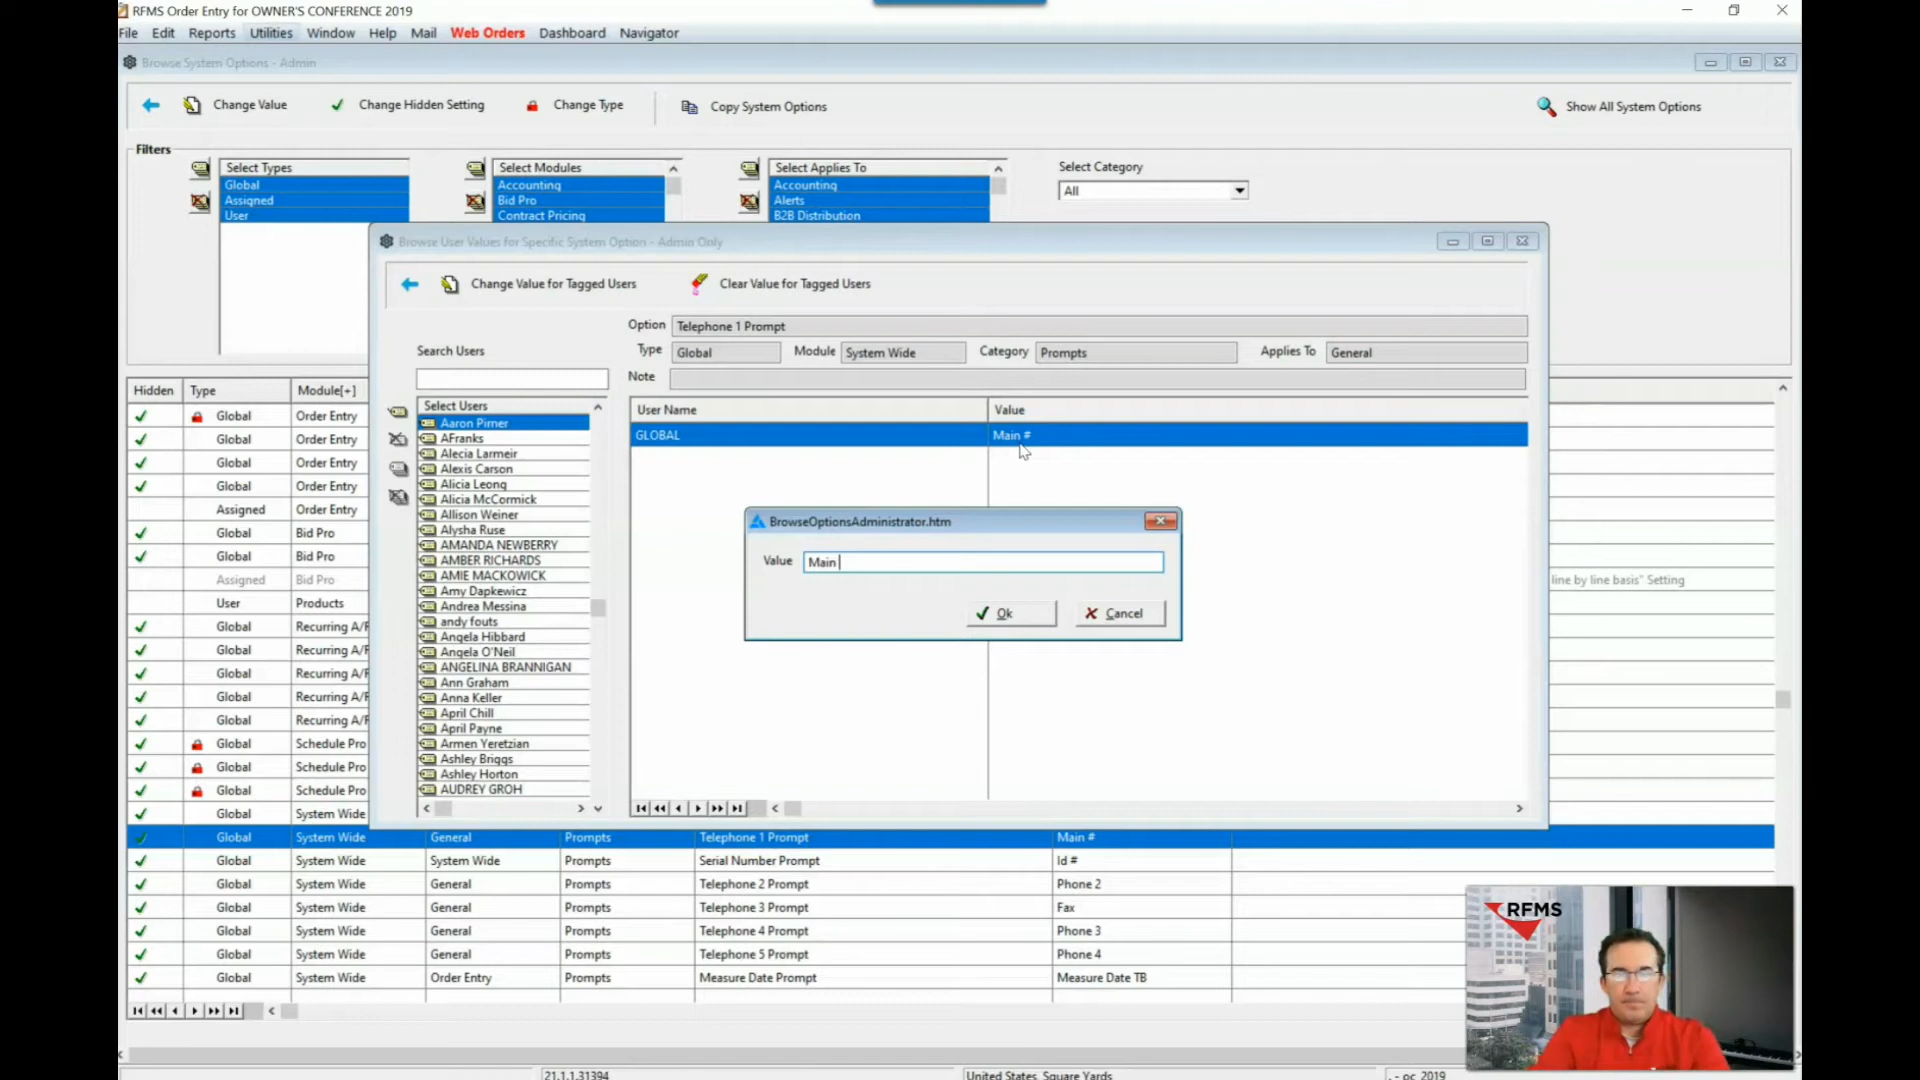 RFMS Order Entry for OWNER'S CONFERENCE 2019
File Edit Reports Utilities Window Help Mail Web Orders Dashboard Navigator
Browse System Options - Admin
Change Value Change Hidden Setting Change Type Copy System Options Show All System Options
Filters
Select Types Select Modules Select Applies To Select Category
Global Accounting Accounting All
Assigned Bid Pro Alerts
User Contract Pricing B2B Distribution
Browse User Values for Specific System Option - Admin Only
Change Value for Tagged Users Clear Value for Tagged Users
Option Telephone 1 Prompt
Search Users Type Global Module System Wide Category Prompts Applies To General
Note
Select Users User Name Value
GLOBAL Main #
Aaron Pirner
AFranks
Alecia Larmeir
Alexis Carson
Alicia Leong
Alicia McCormick
Allison Weiner
Alysha Ruse
AMANDA NEWBERRY
AMBER RICHARDS
AMIE MACKOWICK
Amy Dapkewicz
Andrea Messina
andy fouts
Angela Hibbard
Angela O'Neil
ANGELINA BRANNIGAN
Ann Graham
Anna Keller
April Chill
April Payne
Armen Yeretzian
Ashley Briggs
Ashley Horton
AUDREY GROH
BrowseOptionsAdministrator.htm
Value Main
Ok Cancel
Hidden Type Module[+]
Global Order Entry
Global Order Entry
Global Order Entry
Global Order Entry
Assigned Order Entry
Global Bid Pro
Global Bid Pro
Assigned Bid Pro line by line basis" Setting
User Products
Global Recurring A/F
Global Recurring A/F
Global Recurring A/F
Global Recurring A/F
Global Recurring A/F
Global Schedule Pro
Global Schedule Pro
Global Schedule Pro
Global System Wide
Global System Wide General Prompts Telephone 1 Prompt Main #
Global System Wide System Wide Prompts Serial Number Prompt Id #
Global System Wide General Prompts Telephone 2 Prompt Phone 2
Global System Wide General Prompts Telephone 3 Prompt Fax
Global System Wide General Prompts Telephone 4 Prompt Phone 3
Global System Wide General Prompts Telephone 5 Prompt Phone 4
Global System Wide Order Entry Prompts Measure Date Prompt Measure Date TB
RFMS
21.1.1.31394 United States, Square Yards . - oc 2019